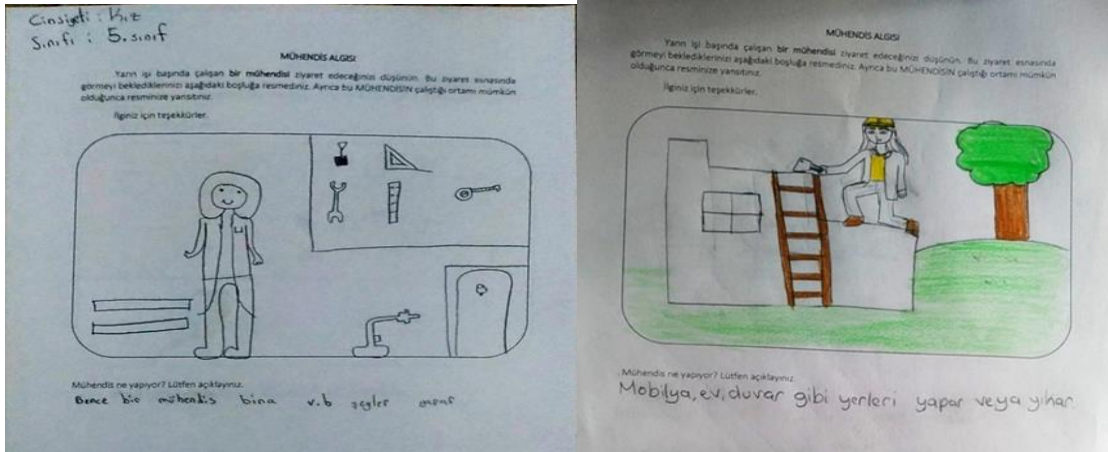 Cinsiyeti : Kız
Sınıfı : 5. sınıf
MÜHENDİS ALGISI
Yarın işi başında çalışan bir mühendisi ziyaret edeceğinizi düşünün. Bu ziyaret esnasında
görmeyi beklediklerinizi aşağıdaki boşluğa resmediniz. Ayrıca bu MÜHENDİSİN çalıştığı ortamı mümkün
olduğunca resminize yansıtınız.
İlginiz için teşekkürler.
Mühendis ne yapıyor? Lütfen açıklayınız.
Bence bir mühendis bina v.b şeyler yapar
MÜHENDİS ALGISI
Yarın işi başında çalışan bir mühendisi ziyaret edeceğinizi düşünün. Bu ziyaret esnasında
görmeyi beklediklerinizi aşağıdaki boşluğa resmediniz. Ayrıca bu MÜHENDİSİN çalıştığı ortamı mümkün
olduğunca resminize yansıtınız.
İlginiz için teşekkürler.
Mühendis ne yapıyor? Lütfen açıklayınız.
Mobilya, ev, duvar gibi yerleri yapar veya yıkar